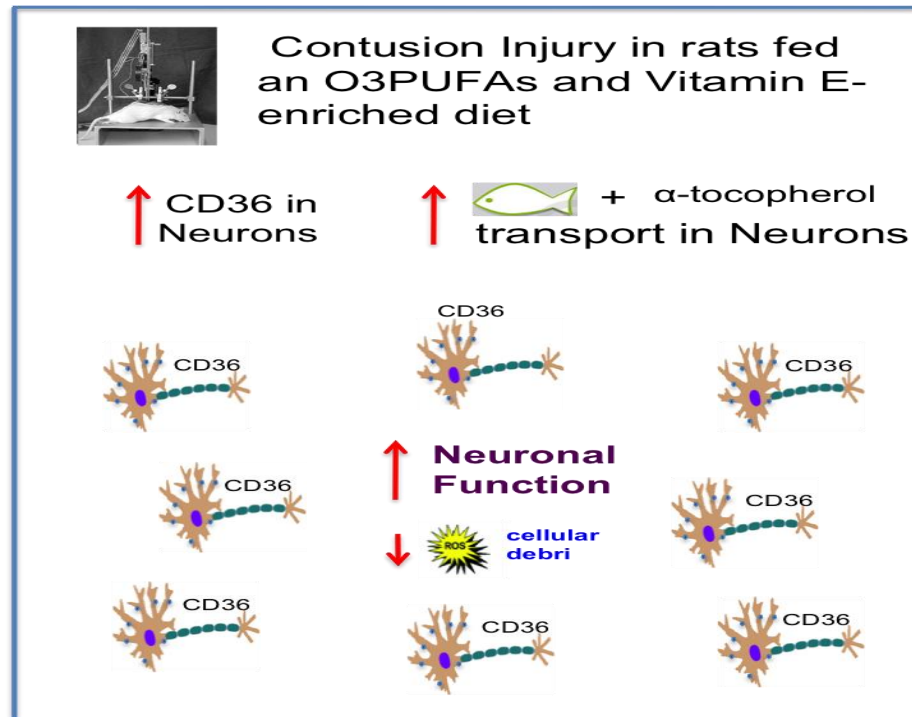 Contusion Injury in rats fed
an O3PUFAs and Vitamin E-
enriched diet
CD36 in
Neurons
+ α-tocopherol
transport in Neurons
CD36
CD36
CD36
Neuronal
Function
CD36
CD36
ROS
cellular
debri
CD36
CD36
CD36